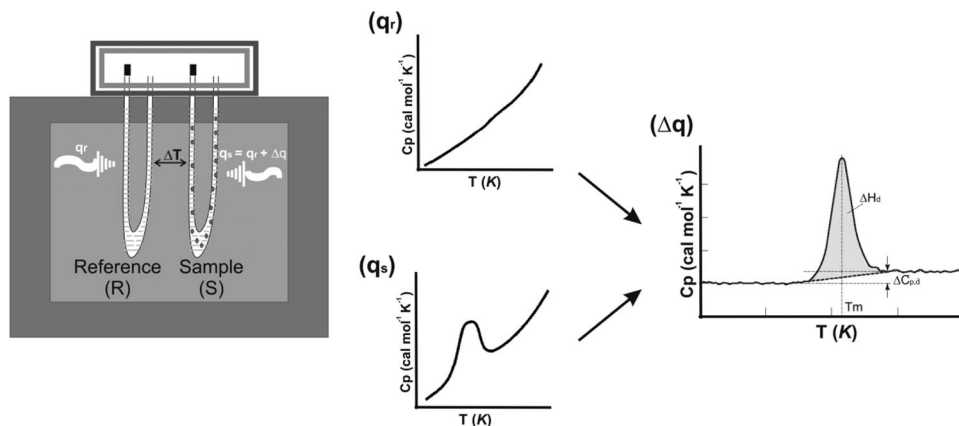 qr
ΔT
qs = qr + Δq
Reference
(R)
Sample
(S)
(qr)
Cp (cal mol⁻¹ K⁻¹)
T (K)
(qs)
Cp (cal mol⁻¹ K⁻¹)
T (K)
(Δq)
Cp (cal mol⁻¹ K⁻¹)
ΔHd
ΔCp,d
Tm
T (K)